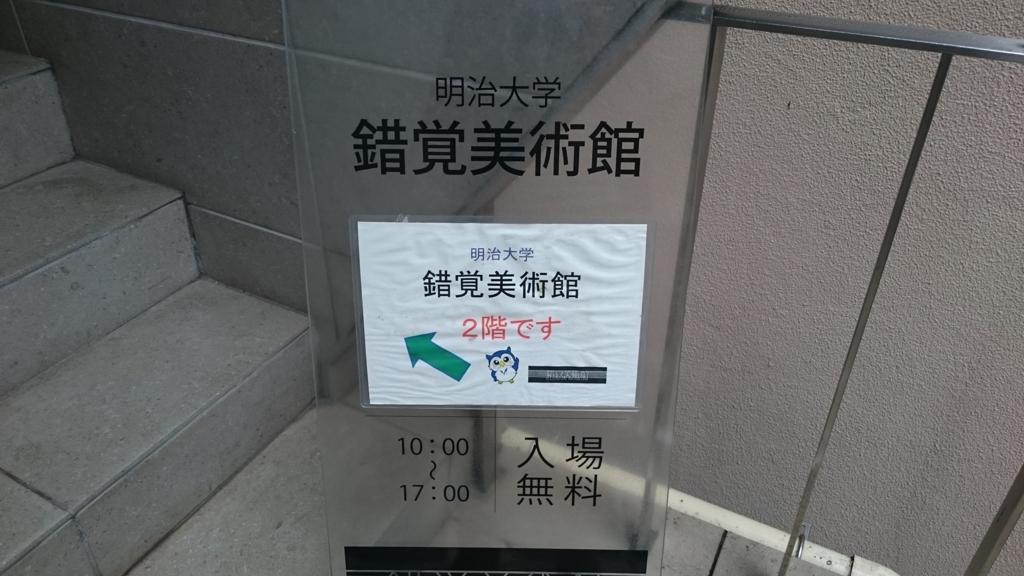 明治大学
錯覚美術館
明治大学
錯覚美術館
2階です
10:00
〜
17:00
入場
無料